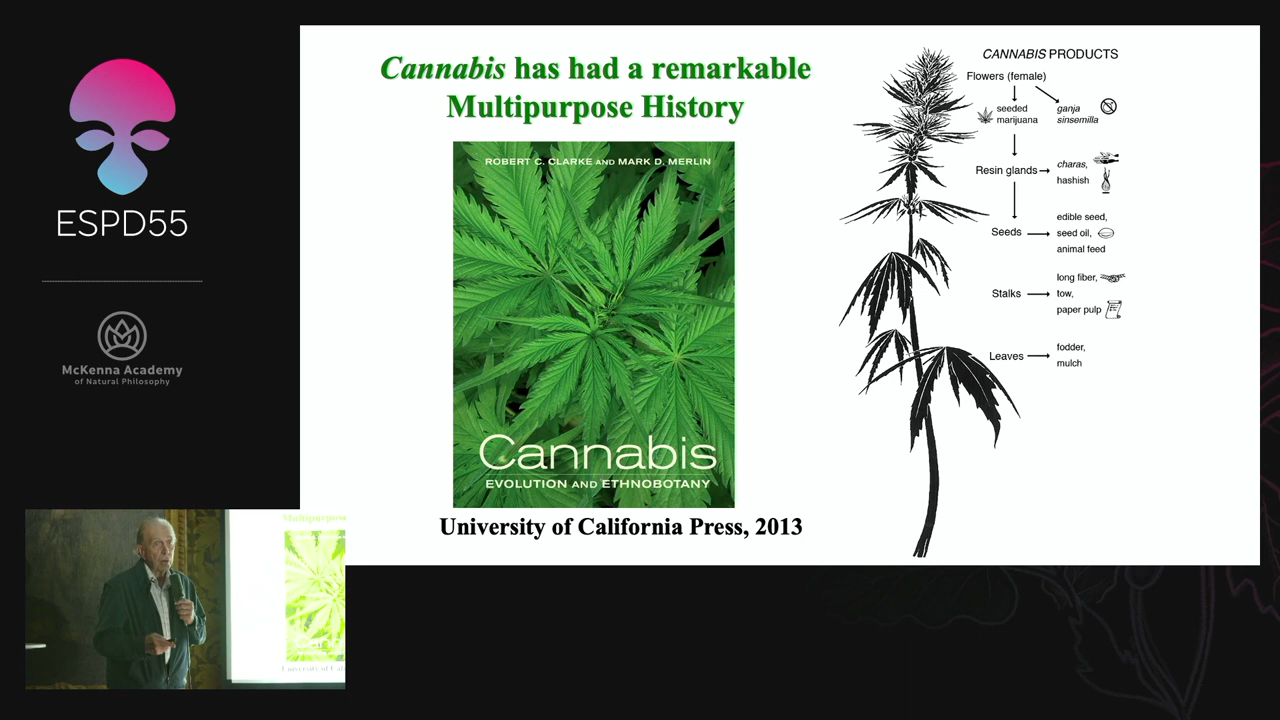 ESPD55
McKenna Academy
of Natural Philosophy
Cannabis has had a remarkable
Multipurpose History
ROBERT C. CLARKE AND MARK D. MERLIN
Cannabis
EVOLUTION AND ETHNOBOTANY
University of California Press, 2013
CANNABIS PRODUCTS
Flowers (female)
seeded
marijuana
ganja
sinsemilla
Resin glands
charas,
hashish
Seeds
edible seed,
seed oil,
animal feed
Stalks
long fiber,
tow,
paper pulp
Leaves
fodder,
mulch
Multipurpose